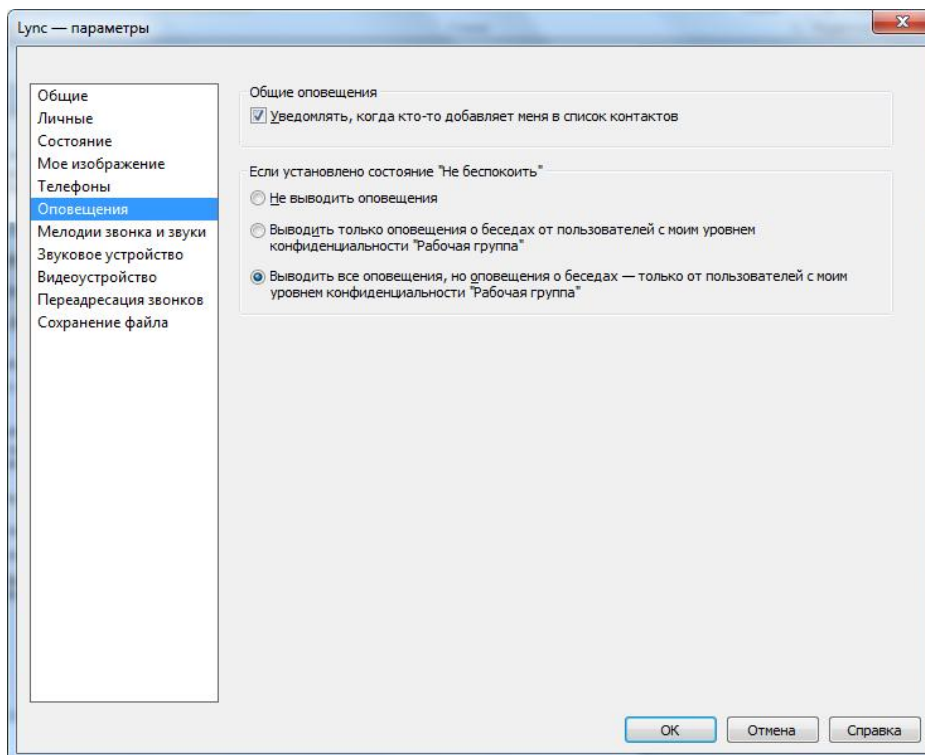 Lync — параметры
Общие
Личные
Состояние
Мое изображение
Телефоны
Оповещения
Мелодии звонка и звуки
Звуковое устройство
Видеоустройство
Переадресация звонков
Сохранение файла
Общие оповещения
Уведомлять, когда кто-то добавляет меня в список контактов
Если установлено состояние "Не беспокоить"
Не выводить оповещения
Выводить только оповещения о беседах от пользователей с моим уровнем
конфиденциальности "Рабочая группа"
Выводить все оповещения, но оповещения о беседах — только от пользователей с моим
уровнем конфиденциальности "Рабочая группа"
ОК
Отмена
Справка